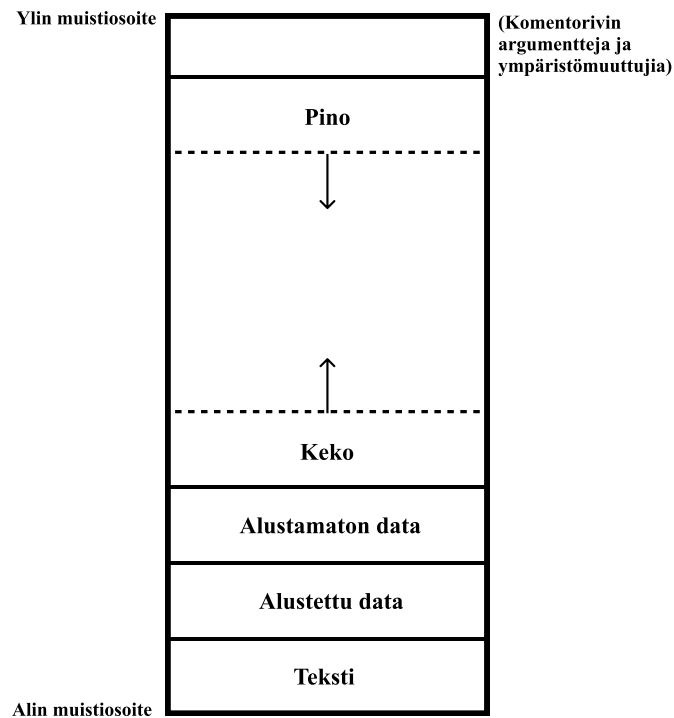 Ylin muistiosoite
(Komentorivin
argumentteja ja
ympäristömuuttujia)
Pino
Keko
Alustamaton data
Alustettu data
Teksti
Alin muistiosoite